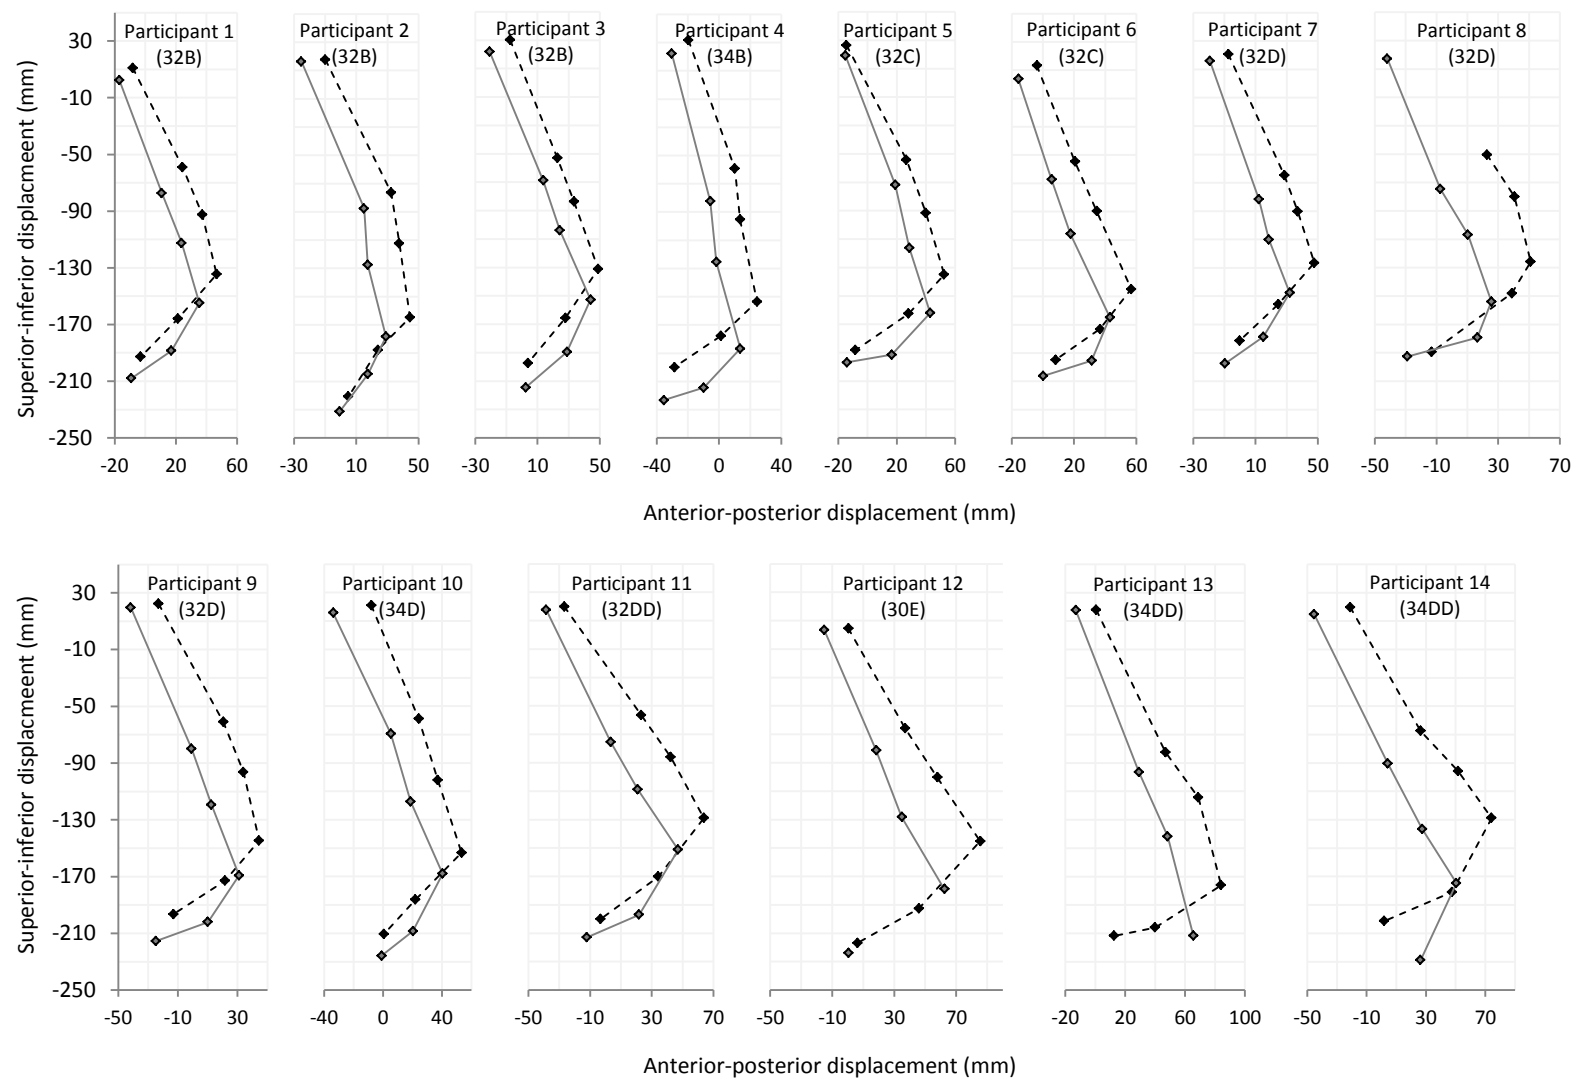 Participant 1
(32B)
Participant 2
(32B)
Participant 3
(32B)
Participant 4
(34B)
Participant 5
(32C)
Participant 6
(32C)
Participant 7
(32D)
Participant 8
(32D)
Superior-inferior displacmeent (mm)
30
-10
-50
-90
-130
-170
-210
-250
-20 20 60
-30 10 50
-30 10 50
-40 0 40
-20 20 60
-20 20 60
-30 10 50
-50 -10 30 70
Anterior-posterior displacement (mm)
Participant 9
(32D)
Participant 10
(34D)
Participant 11
(32DD)
Participant 12
(30E)
Participant 13
(34DD)
Participant 14
(34DD)
Superior-inferior displacmeent (mm)
30
-10
-50
-90
-130
-170
-210
-250
-50 -10 30
-40 0 40
-50 -10 30 70
-50 -10 30 70
-20 20 60 100
-50 -10 30 70
Anterior-posterior displacement (mm)